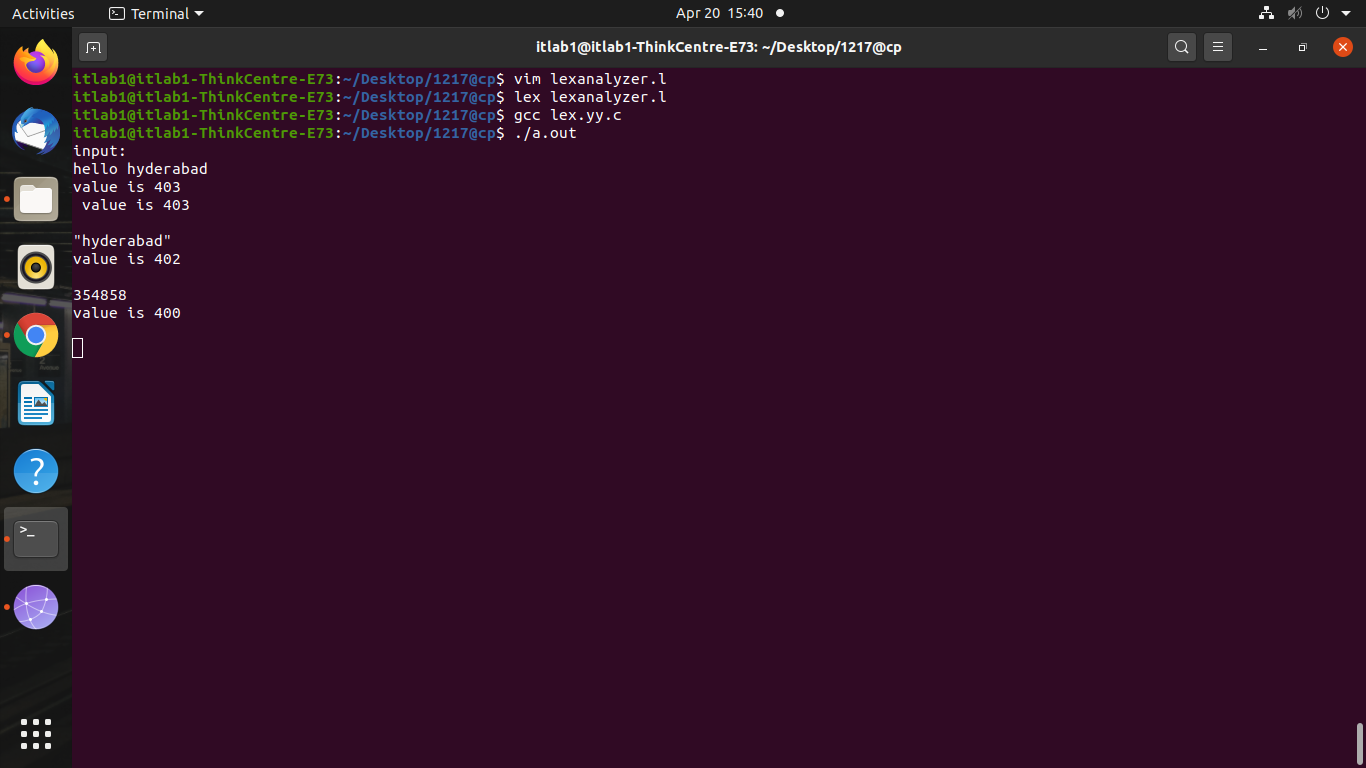 Activities
Terminal
Apr 20 15:40
itlab1@itlab1-ThinkCentre-E73: ~/Desktop/1217@cp
itlab1@itlab1-ThinkCentre-E73:~/Desktop/1217@cp$ vim lexanalyzer.l
itlab1@itlab1-ThinkCentre-E73:~/Desktop/1217@cp$ lex lexanalyzer.l
itlab1@itlab1-ThinkCentre-E73:~/Desktop/1217@cp$ gcc lex.yy.c
itlab1@itlab1-ThinkCentre-E73:~/Desktop/1217@cp$ ./a.out
input:
hello hyderabad
value is 403
 value is 403
"hyderabad"
value is 402
354858
value is 400